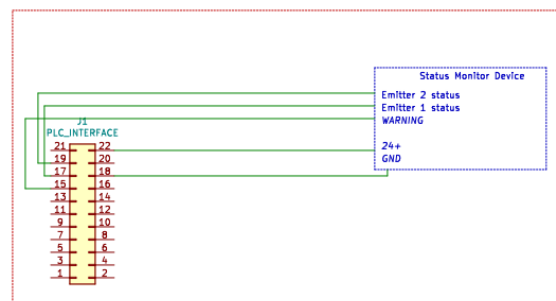 Status Monitor Device
Emitter 2 status
Emitter 1 status
WARNING
24+
GND
J1
PLC_INTERFACE
21 22
19 20
17 18
15 16
13 14
11 12
9 10
7 8
5 6
3 4
1 2